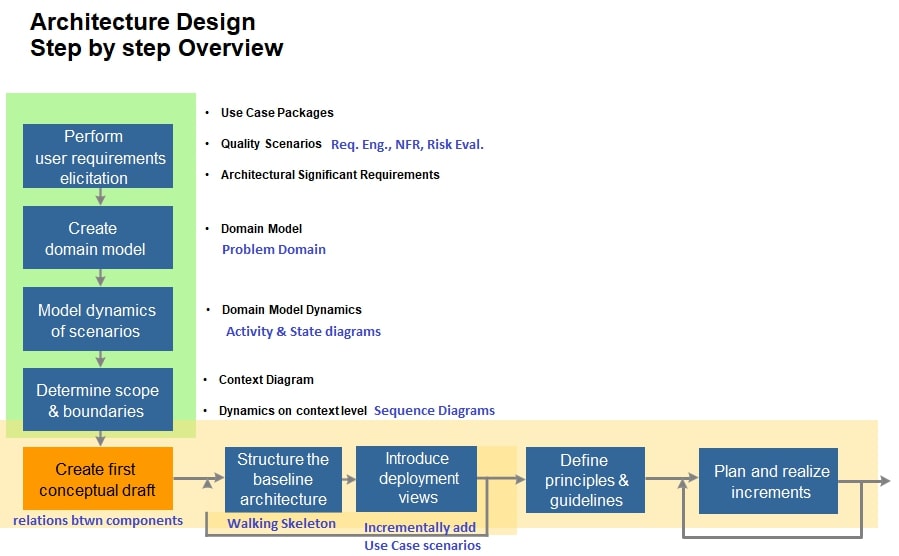 Architecture Design
Step by step Overview
Perform
user requirements
elicitation
• Use Case Packages
• Quality Scenarios Req. Eng., NFR, Risk Eval.
• Architectural Significant Requirements
Create
domain model
• Domain Model
Problem Domain
Model dynamics
of scenarios
• Domain Model Dynamics
Activity & State diagrams
Determine scope
& boundaries
• Context Diagram
• Dynamics on context level Sequence Diagrams
Create first
conceptual draft
relations btwn components
Structure the
baseline
architecture
Walking Skeleton
Introduce
deployment
views
Incrementally add
Use Case scenarios
Define
principles &
guidelines
Plan and realize
increments